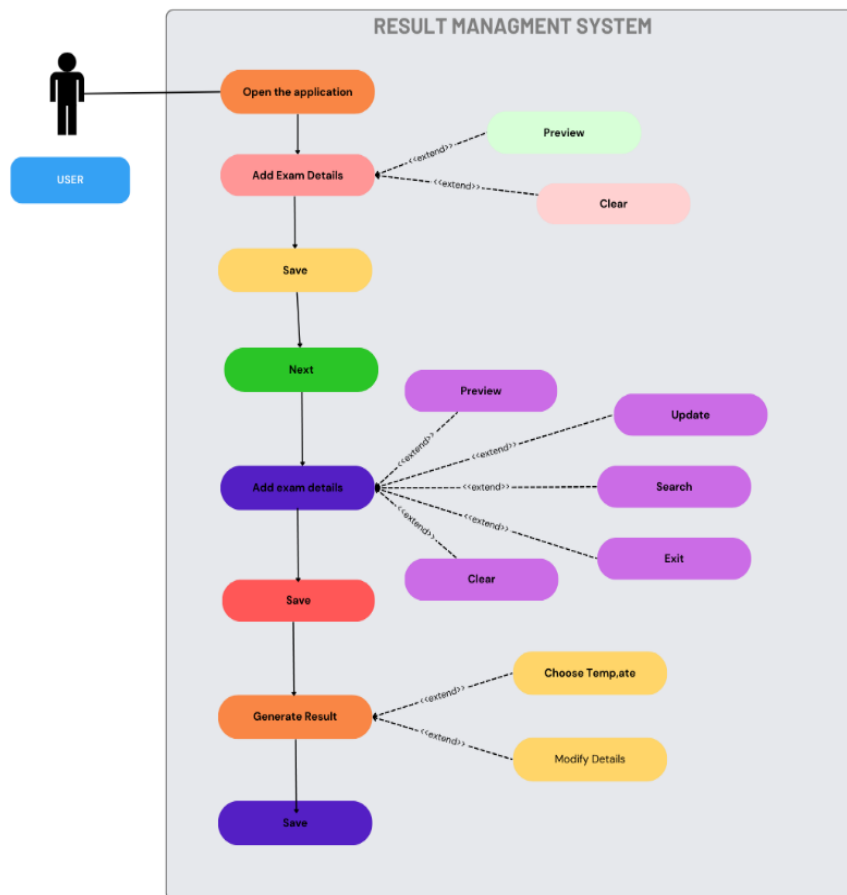 RESULT MANAGMENT SYSTEM
Open the application
USER
Preview
<<extend>>
Add Exam Details
<<extend>>
Clear
Save
Next
Preview
Update
<<extend>>
<<extend>>
Add exam details
<<extend>>
Search
<<extend>>
<<extend>>
Exit
Clear
Save
Choose Temp,ate
<<extend>>
Generate Result
<<extend>>
Modify Details
Save